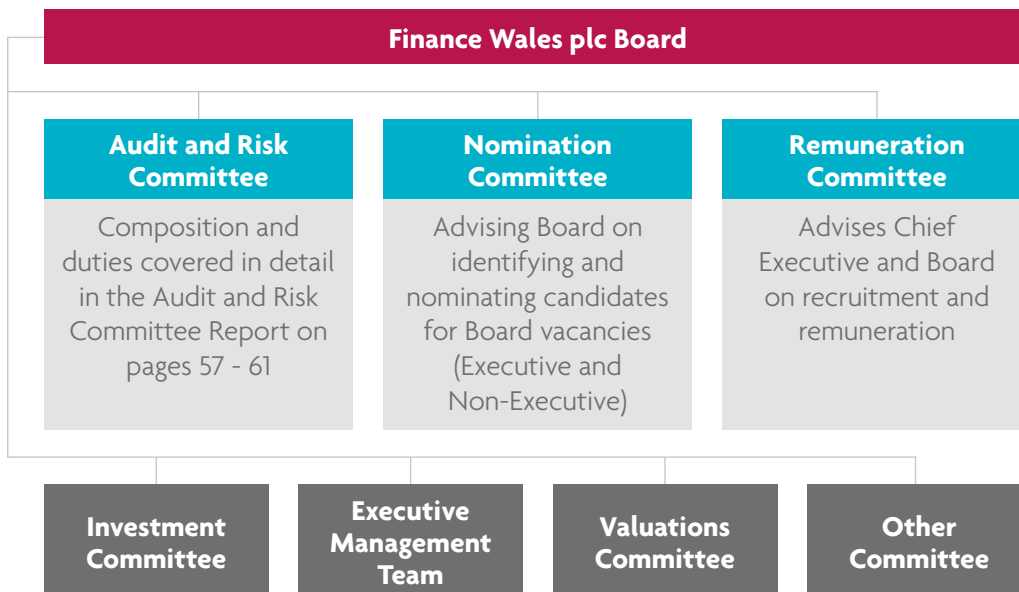 Finance Wales plc Board
Audit and Risk
Committee
Composition and
duties covered in detail
in the Audit and Risk
Committee Report on
pages 57 - 61
Nomination
Committee
Advising Board on
identifying and
nominating candidates
for Board vacancies
(Executive and
Non-Executive)
Remuneration
Committee
Advises Chief
Executive and Board
on recruitment and
remuneration
Investment
Committee
Executive
Management
Team
Valuations
Committee
Other
Committee